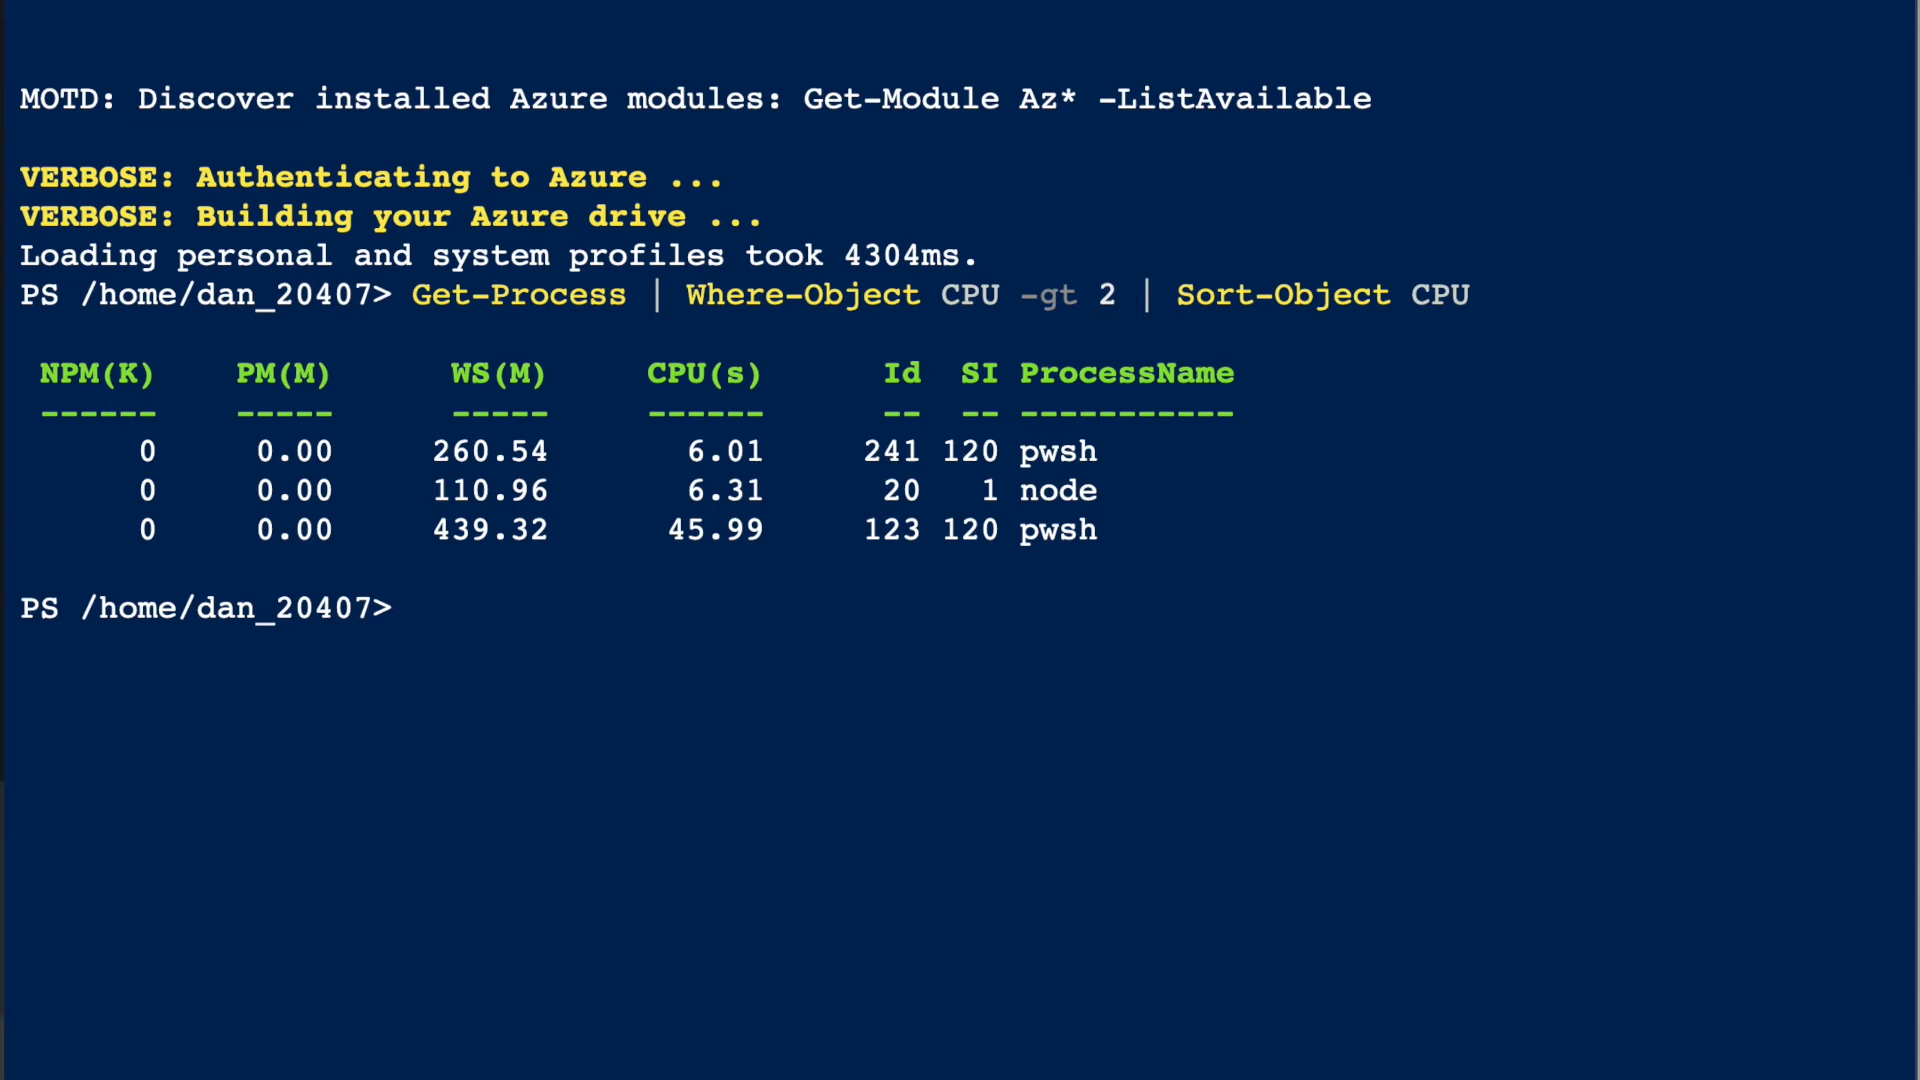 MOTD: Discover installed Azure modules: Get-Module Az* -ListAvailable
VERBOSE: Authenticating to Azure ...
VERBOSE: Building your Azure drive ...
Loading personal and system profiles took 4304ms.
PS /home/dan_20407> Get-Process | Where-Object CPU -gt 2 | Sort-Object CPU
NPM(K) PM(M) WS(M) CPU(s) Id SI ProcessName
------ ----- ----- ------ -- -- -----------
0 0.00 260.54 6.01 241 120 pwsh
0 0.00 110.96 6.31 20 1 node
0 0.00 439.32 45.99 123 120 pwsh
PS /home/dan_20407>